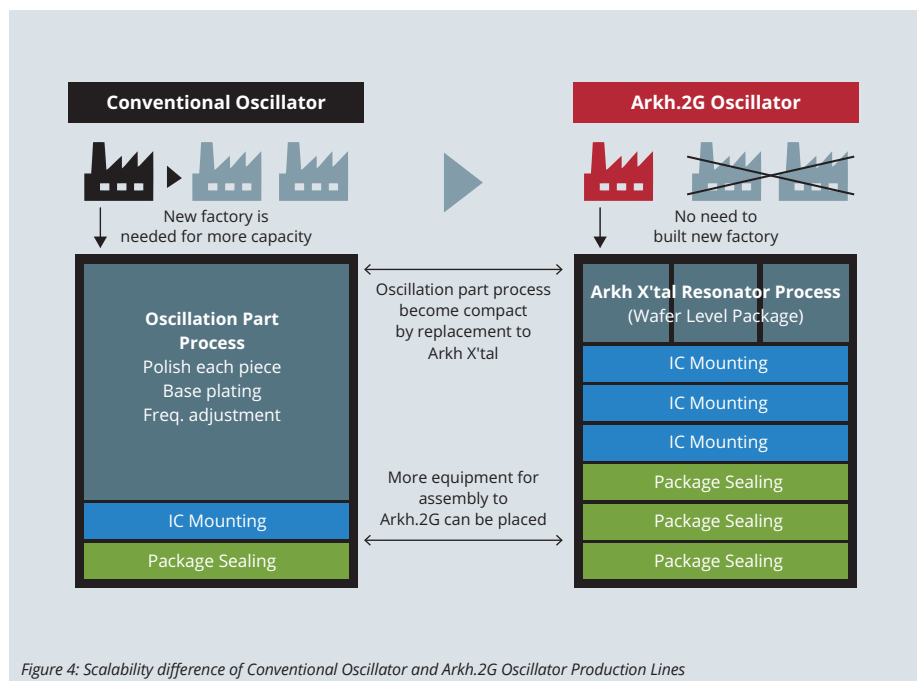 Conventional Oscillator
New factory is
needed for more capacity
Oscillation Part
Process
Polish each piece
Base plating
Freq. adjustment
IC Mounting
Package Sealing
Oscillation part process
become compact
by replacement to
Arkh X'tal
More equipment for
assembly to
Arkh.2G can be placed
Arkh.2G Oscillator
No need to
built new factory
Arkh X'tal Resonator Process
(Wafer Level Package)
IC Mounting
IC Mounting
IC Mounting
Package Sealing
Package Sealing
Package Sealing
Figure 4: Scalability difference of Conventional Oscillator and Arkh.2G Oscillator Production Lines